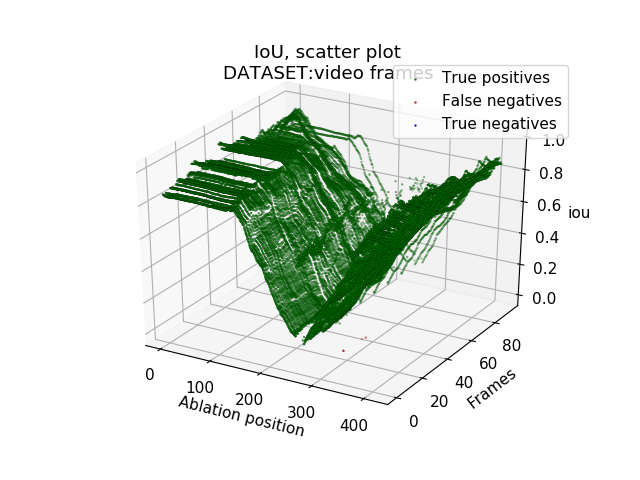 IoU, scatter plot
DATASET:video frames
True positives
False negatives
True negatives
1.0
0.8
0.6
0.4
0.2
0.0
iou
0
100
200
300
400
Ablation position
0
20
40
60
80
Frames